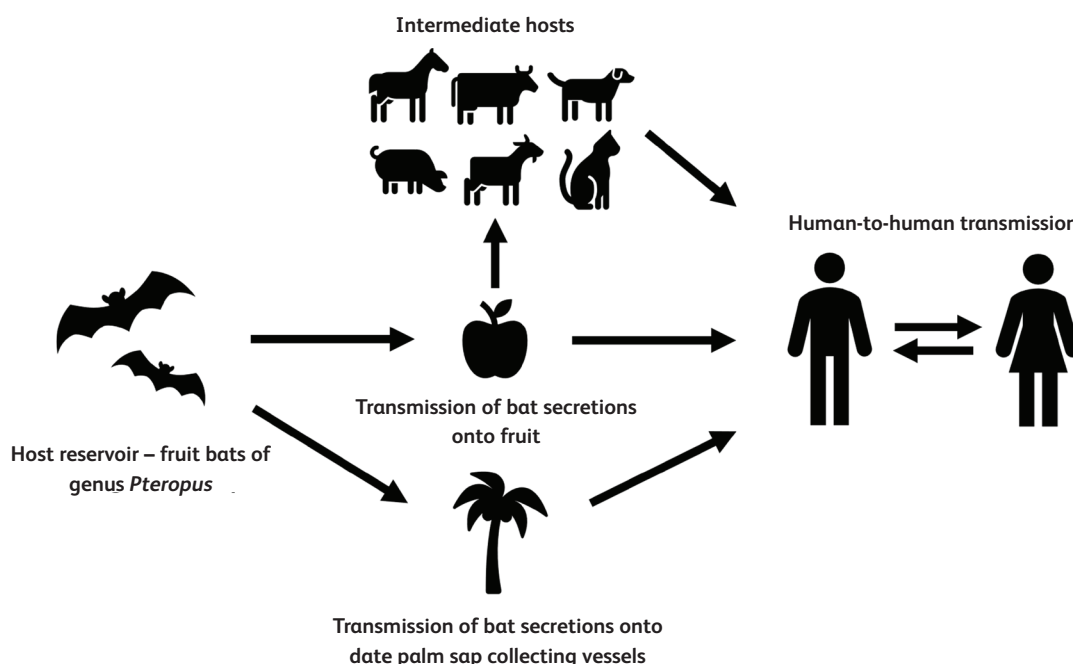 Intermediate hosts
Human-to-human transmission
Transmission of bat secretions
onto fruit
Host reservoir – fruit bats of
genus Pteropus
Transmission of bat secretions onto
date palm sap collecting vessels